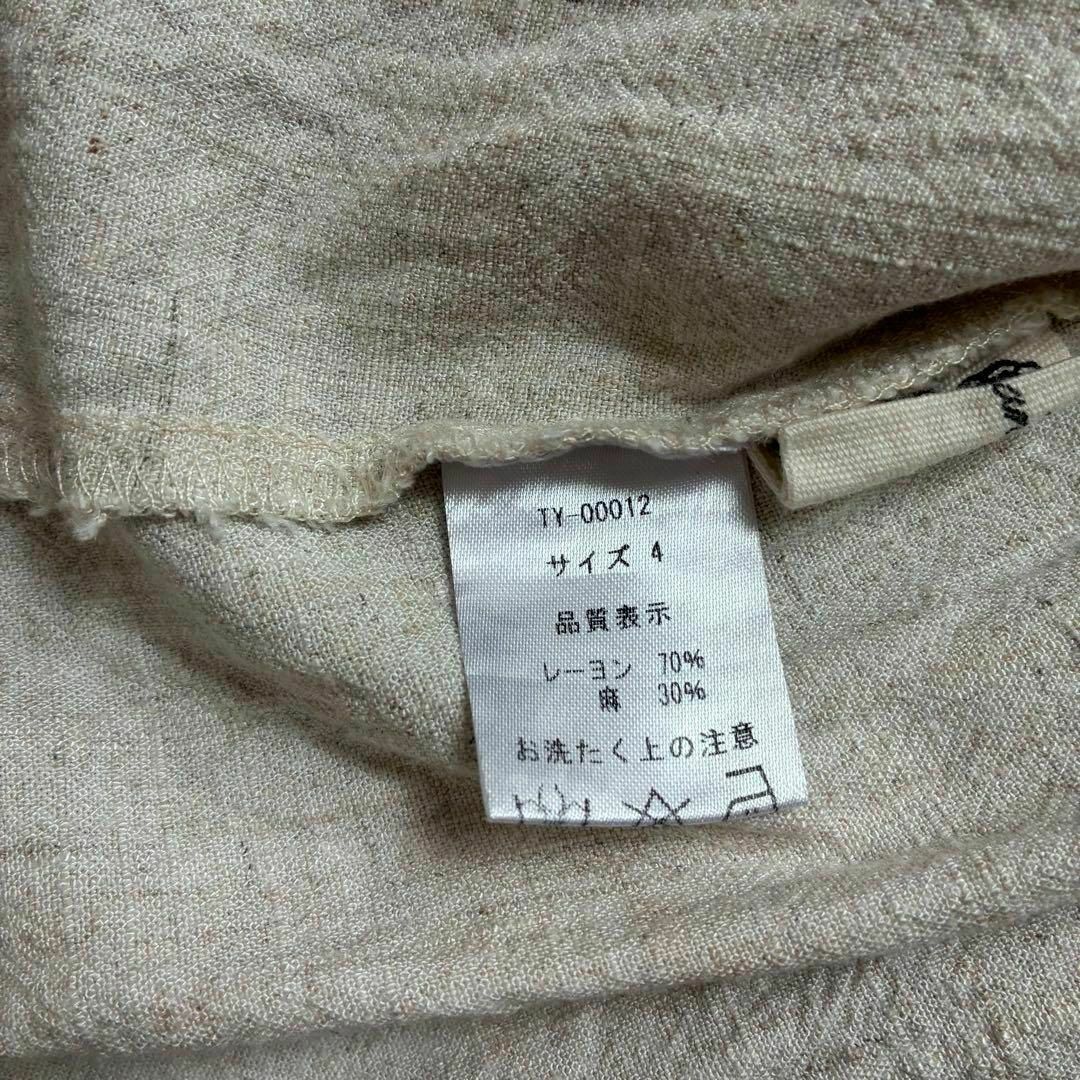 TY-00012
サイズ 4
品質表示
レーヨン 70%
麻 30%
お洗たく上の注意